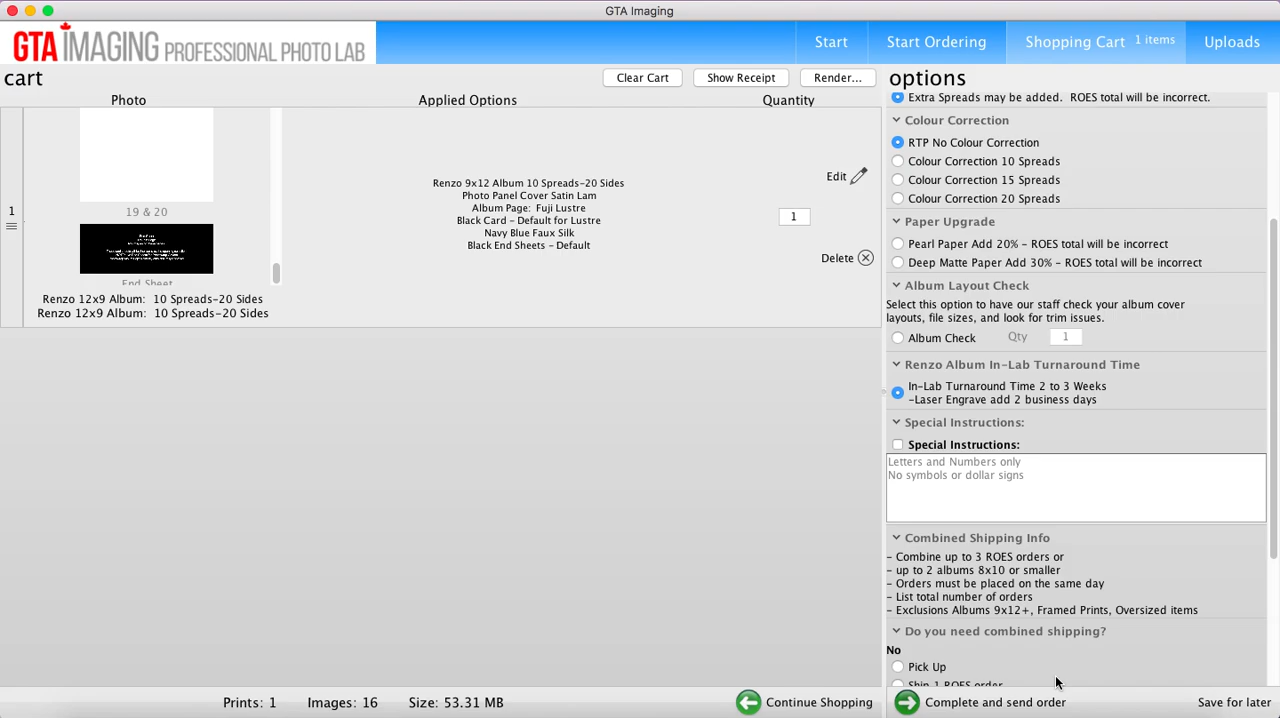 GTA Imaging
GTA IMAGING PROFESSIONAL PHOTO LAB
Start
Start Ordering
Shopping Cart 1 items
Uploads
cart
Clear Cart
Show Receipt
Render...
Photo
Applied Options
Quantity
1
19 & 20
End Sheet
Renzo 12x9 Album: 10 Spreads-20 Sides
Renzo 12x9 Album: 10 Spreads-20 Sides
Renzo 9x12 Album 10 Spreads-20 Sides
Photo Panel Cover Satin Lam
Album Page: Fuji Lustre
Black Card - Default for Lustre
Navy Blue Faux Silk
Black End Sheets - Default
Edit
1
Delete
options
Extra Spreads may be added. ROES total will be incorrect.
Colour Correction
RTP No Colour Correction
Colour Correction 10 Spreads
Colour Correction 15 Spreads
Colour Correction 20 Spreads
Paper Upgrade
Pearl Paper Add 20% - ROES total will be incorrect
Deep Matte Paper Add 30% - ROES total will be incorrect
Album Layout Check
Select this option to have our staff check your album cover
layouts, file sizes, and look for trim issues.
Album Check Qty 1
Renzo Album In-Lab Turnaround Time
In-Lab Turnaround Time 2 to 3 Weeks
-Laser Engrave add 2 business days
Special Instructions:
Special Instructions:
Letters and Numbers only
No symbols or dollar signs
Combined Shipping Info
- Combine up to 3 ROES orders or
- up to 2 albums 8x10 or smaller
- Orders must be placed on the same day
- List total number of orders
- Exclusions Albums 9x12+, Framed Prints, Oversized items
Do you need combined shipping?
No
Pick Up
Ship 1 ROES order
Prints: 1
Images: 16
Size: 53.31 MB
Continue Shopping
Complete and send order
Save for later